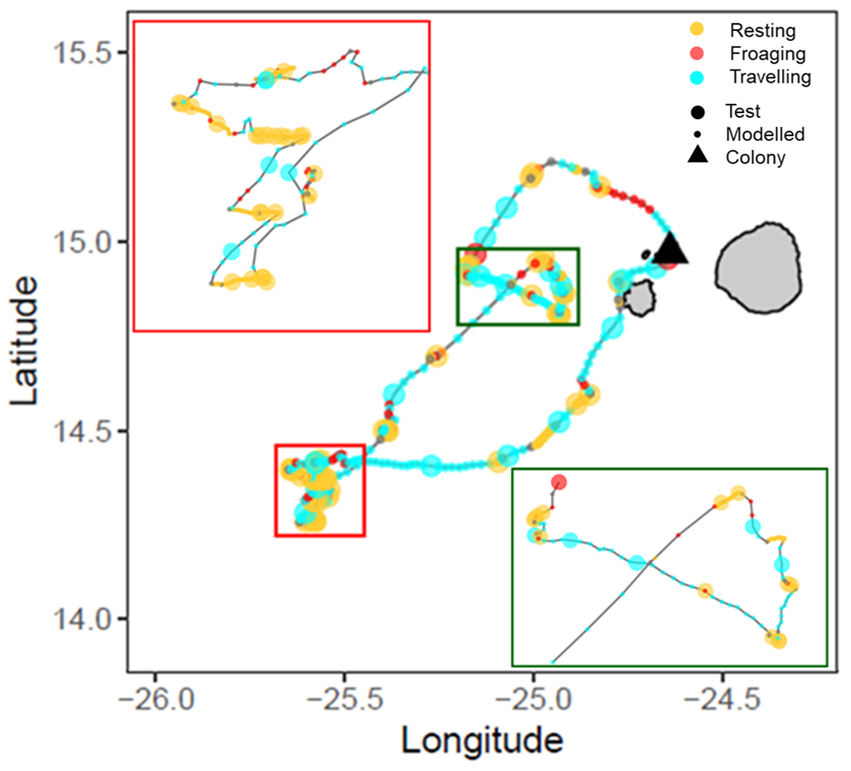 Resting
Froaging
Travelling
Test
Modelled
Colony
15.5
15.0
14.5
14.0
Latitude
−26.0 −25.5 −25.0 −24.5
Longitude